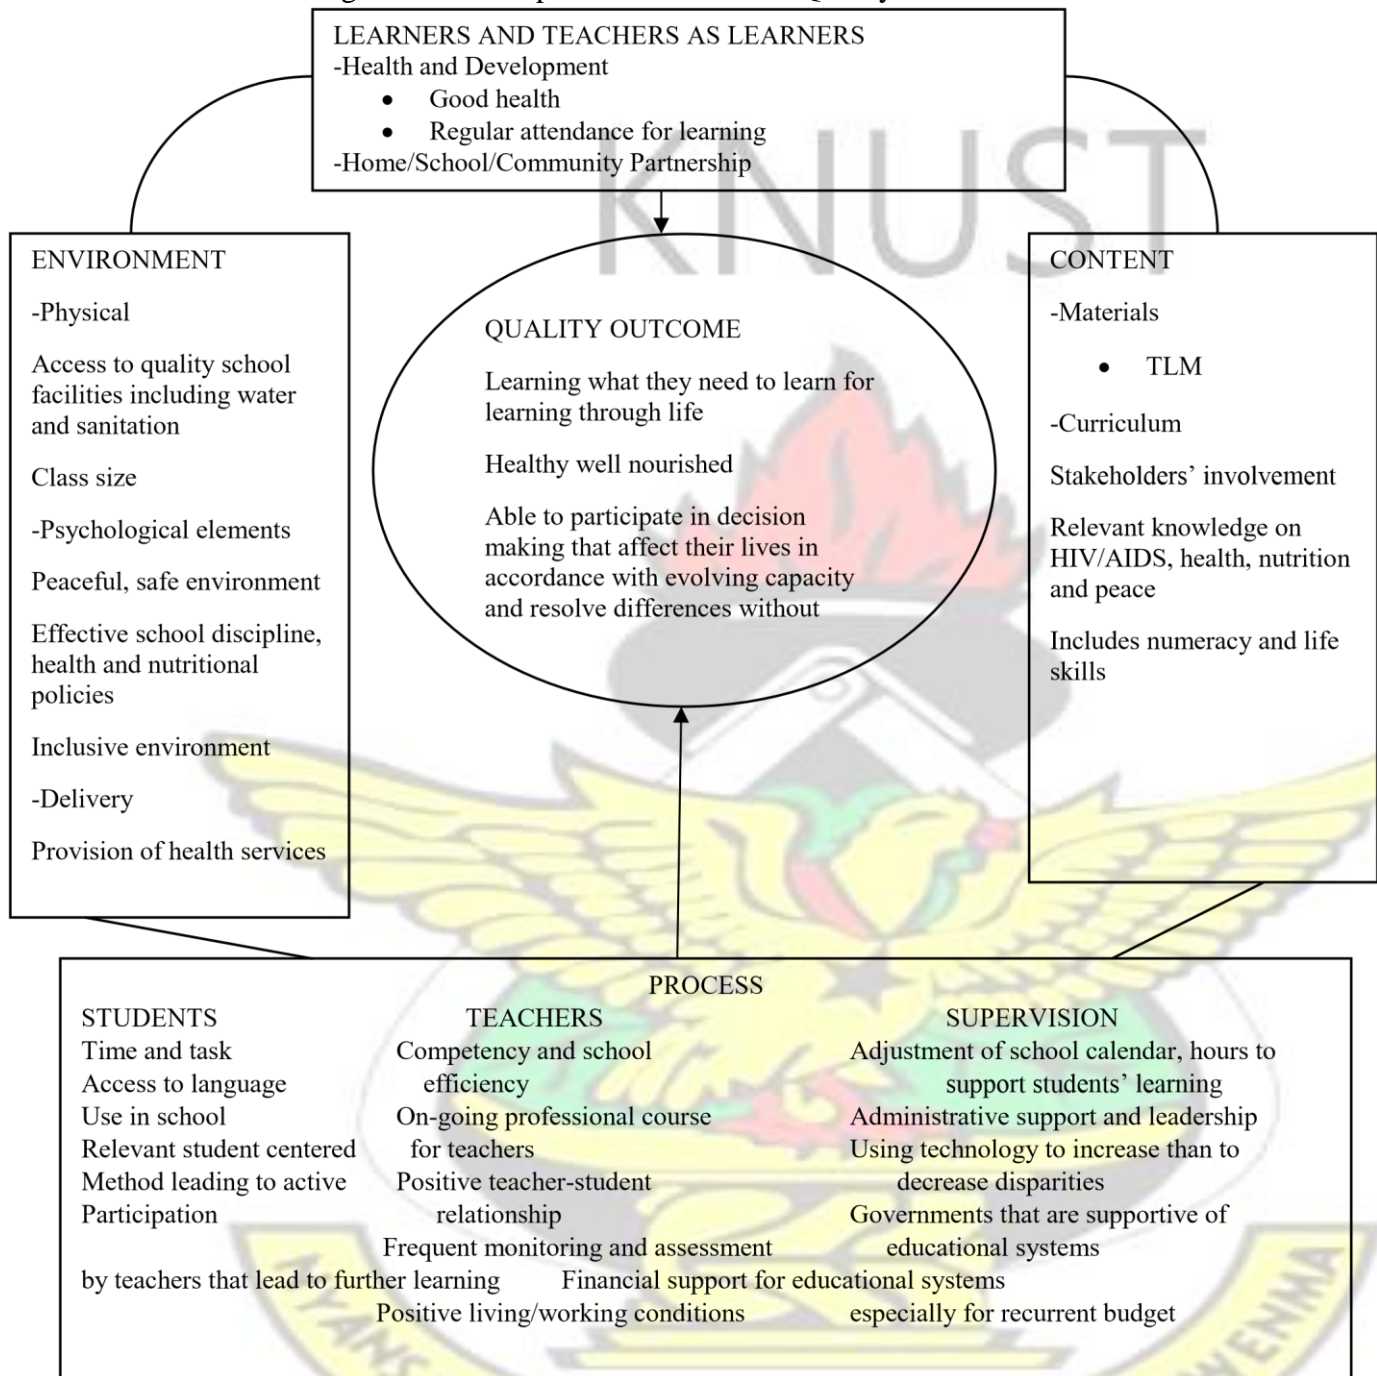 LEARNERS AND TEACHERS AS LEARNERS
-Health and Development
• Good health
• Regular attendance for learning
-Home/School/Community Partnership
KNUST
ENVIRONMENT
-Physical
Access to quality school
facilities including water
and sanitation
Class size
-Psychological elements
Peaceful, safe environment
Effective school discipline,
health and nutritional
policies
Inclusive environment
-Delivery
Provision of health services
QUALITY OUTCOME
Learning what they need to learn for
learning through life
Healthy well nourished
Able to participate in decision
making that affect their lives in
accordance with evolving capacity
and resolve differences without
CONTENT
-Materials
• TLM
-Curriculum
Stakeholders’ involvement
Relevant knowledge on
HIV/AIDS, health, nutrition
and peace
Includes numeracy and life
skills
PROCESS
STUDENTS TEACHERS SUPERVISION
Time and task Competency and school Adjustment of school calendar, hours to
Access to language efficiency support students’ learning
Use in school On-going professional course Administrative support and leadership
Relevant student centered for teachers Using technology to increase than to
Method leading to active Positive teacher-student decrease disparities
Participation relationship Governments that are supportive of
Frequent monitoring and assessment educational systems
by teachers that lead to further learning Financial support for educational systems
Positive living/working conditions especially for recurrent budget